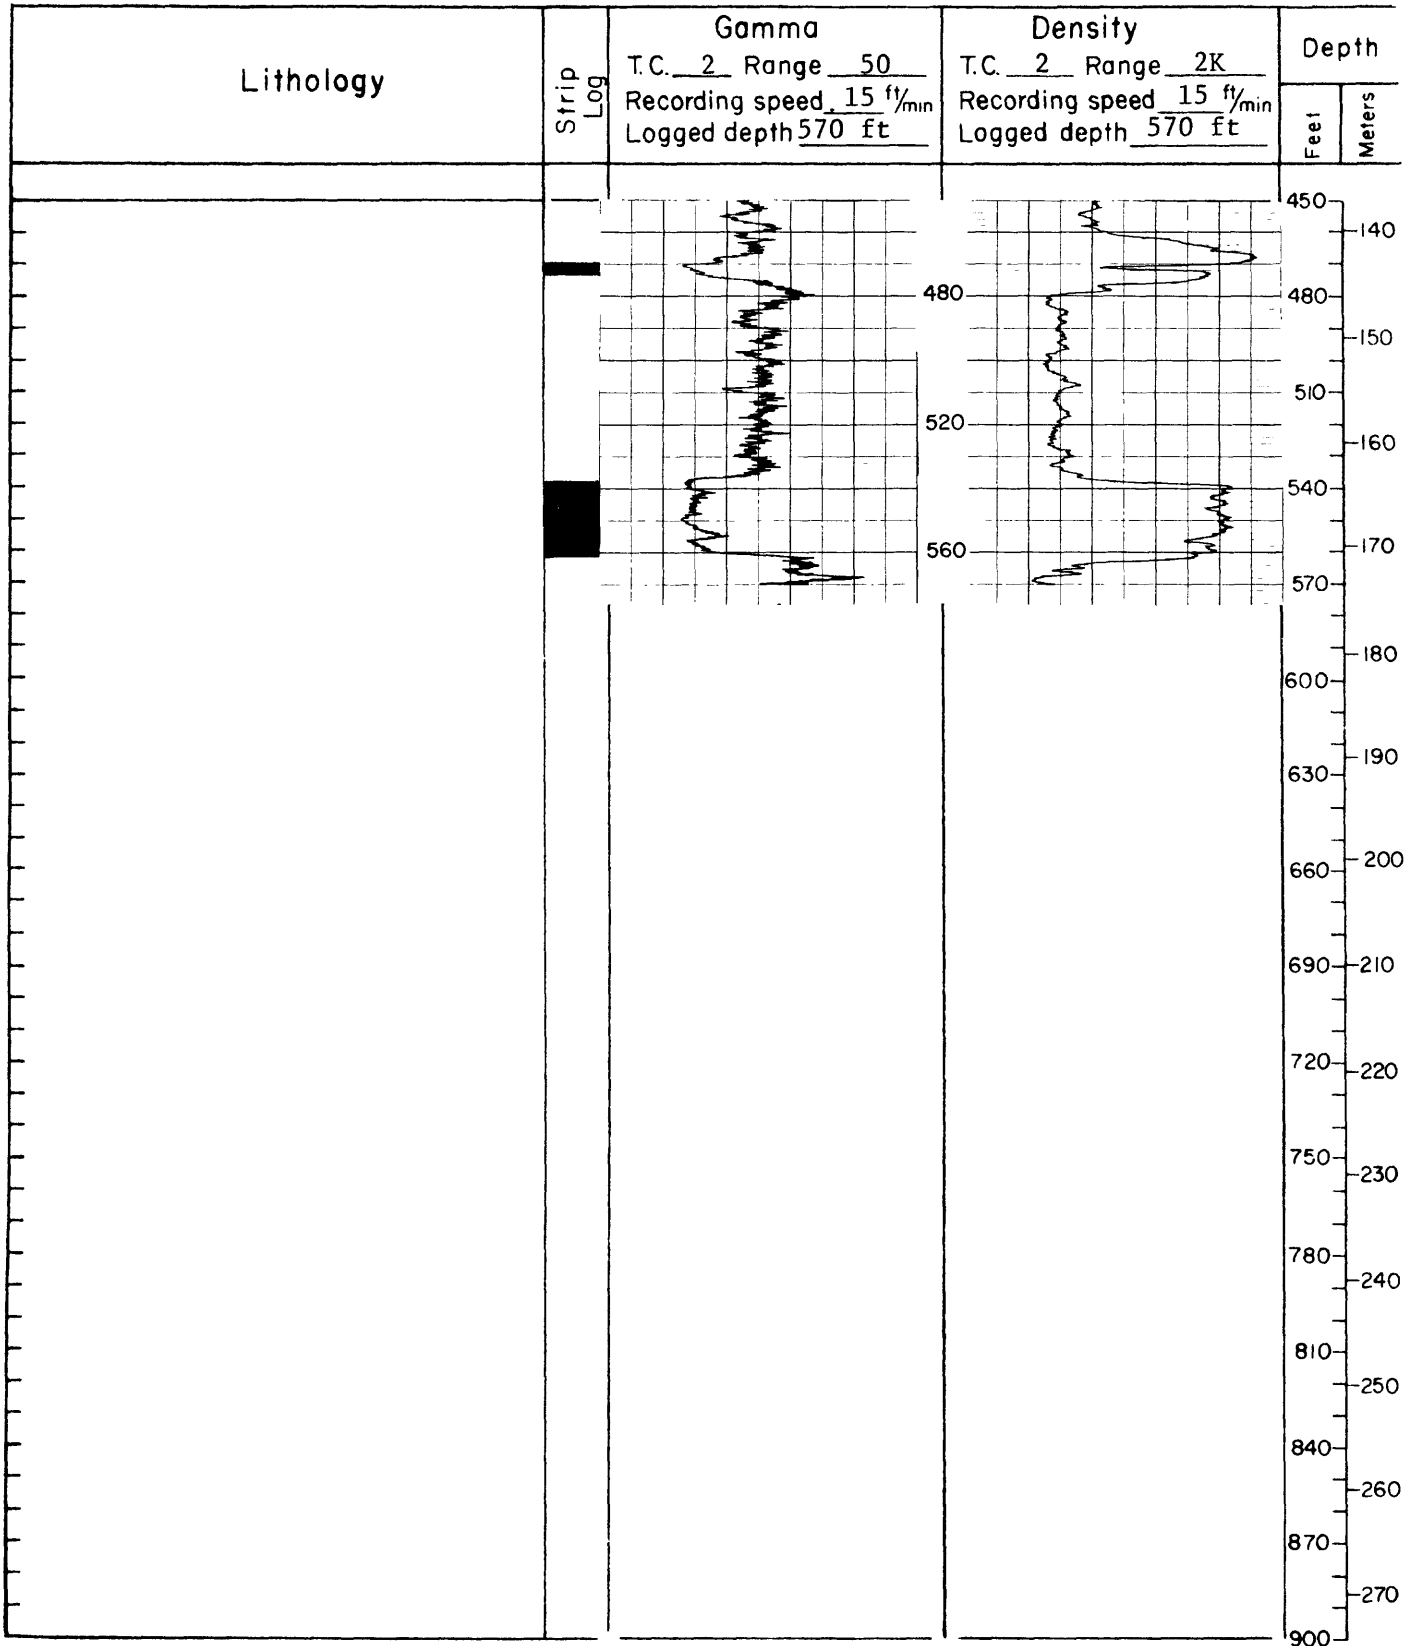 Lithology
Strip Log
Gamma
T.C. 2 Range 50
Recording speed 15 ft/min
Logged depth 570 ft
Density
T.C. 2 Range 2K
Recording speed 15 ft/min
Logged depth 570 ft
Depth
Feet
Meters
450
140
480
480
150
510
520
160
540
560
170
570
180
600
190
630
200
660
690
210
720
220
750
230
780
240
810
250
840
260
870
270
900